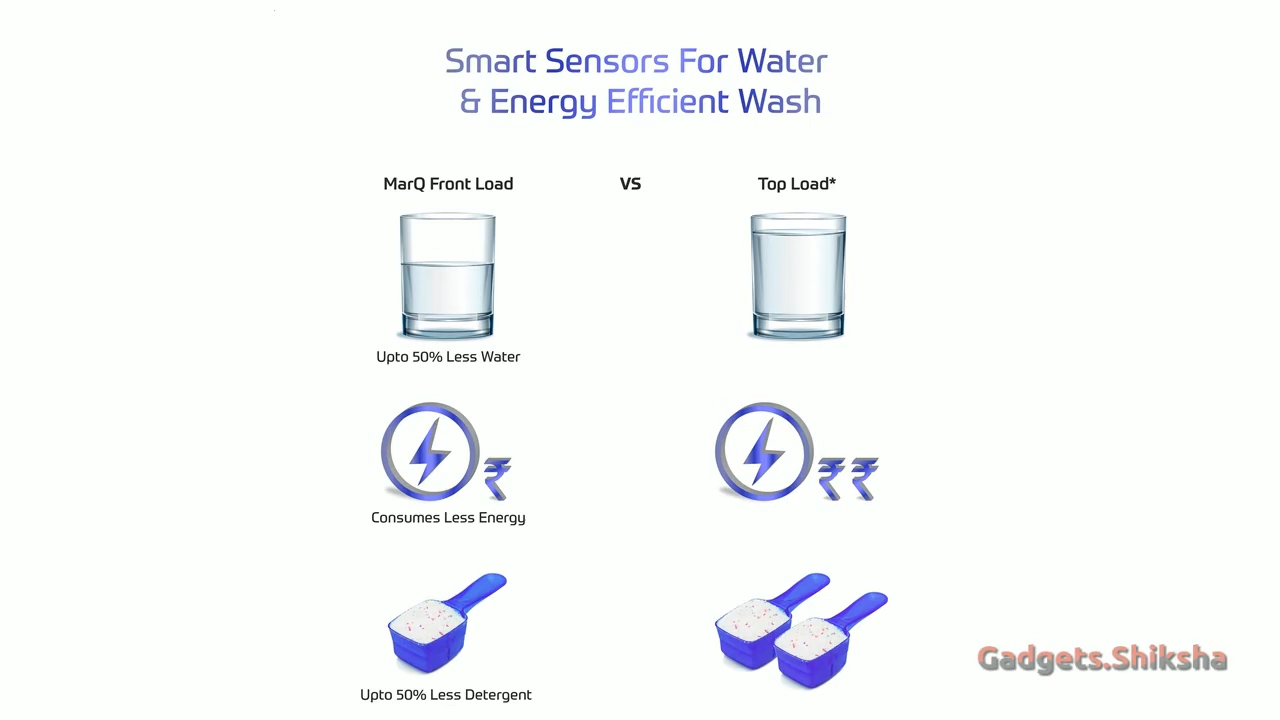 Smart Sensors For Water
& Energy Efficient Wash
MarQ Front Load VS Top Load*
Upto 50% Less Water
₹ ₹₹
Consumes Less Energy
Upto 50% Less Detergent
Gadgets.Shiksha